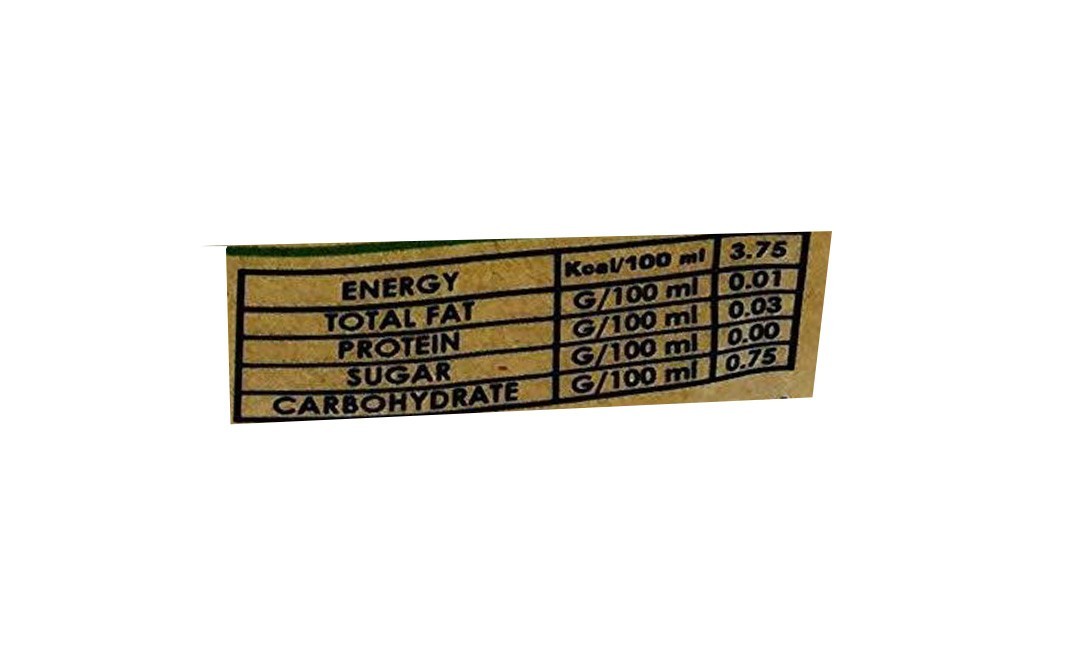 ENERGY Kcal/100 ml 3.75
TOTAL FAT G/100 ml 0.01
PROTEIN G/100 ml 0.03
SUGAR G/100 ml 0.00
CARBOHYDRATE G/100 ml 0.75